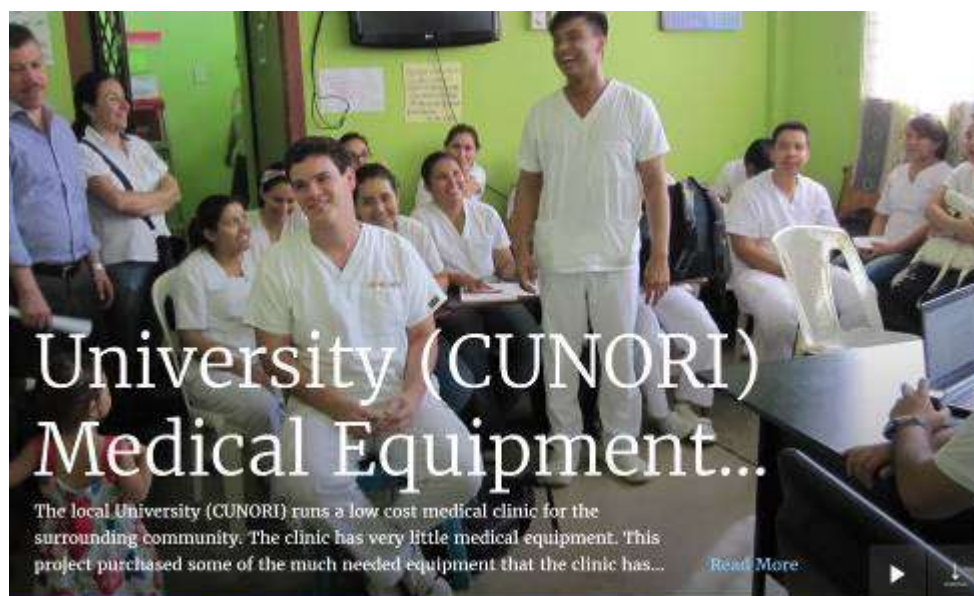 University (CUNORI)
Medical Equipment...
The local University (CUNORI) runs a low cost medical clinic for the
surrounding community. The clinic has very little medical equipment. This
project purchased some of the much needed equipment that the clinic has...
Read More